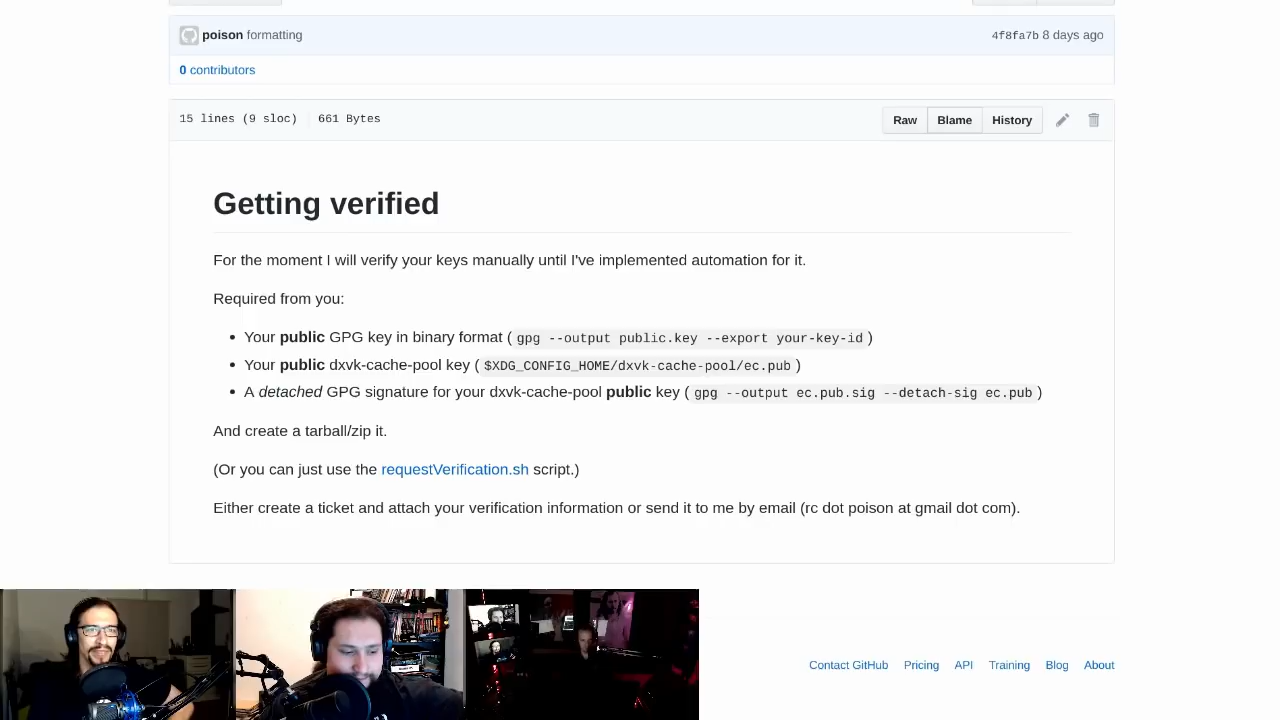 poison formatting 4f8fa7b 8 days ago
0 contributors
15 lines (9 sloc) 661 Bytes Raw Blame History
Getting verified
For the moment I will verify your keys manually until I've implemented automation for it.
Required from you:
• Your public GPG key in binary format ( gpg --output public.key --export your-key-id )
• Your public dxvk-cache-pool key ( $XDG_CONFIG_HOME/dxvk-cache-pool/ec.pub )
• A detached GPG signature for your dxvk-cache-pool public key ( gpg --output ec.pub.sig --detach-sig ec.pub )
And create a tarball/zip it.
(Or you can just use the requestVerification.sh script.)
Either create a ticket and attach your verification information or send it to me by email (rc dot poison at gmail dot com).
Contact GitHub Pricing API Training Blog About